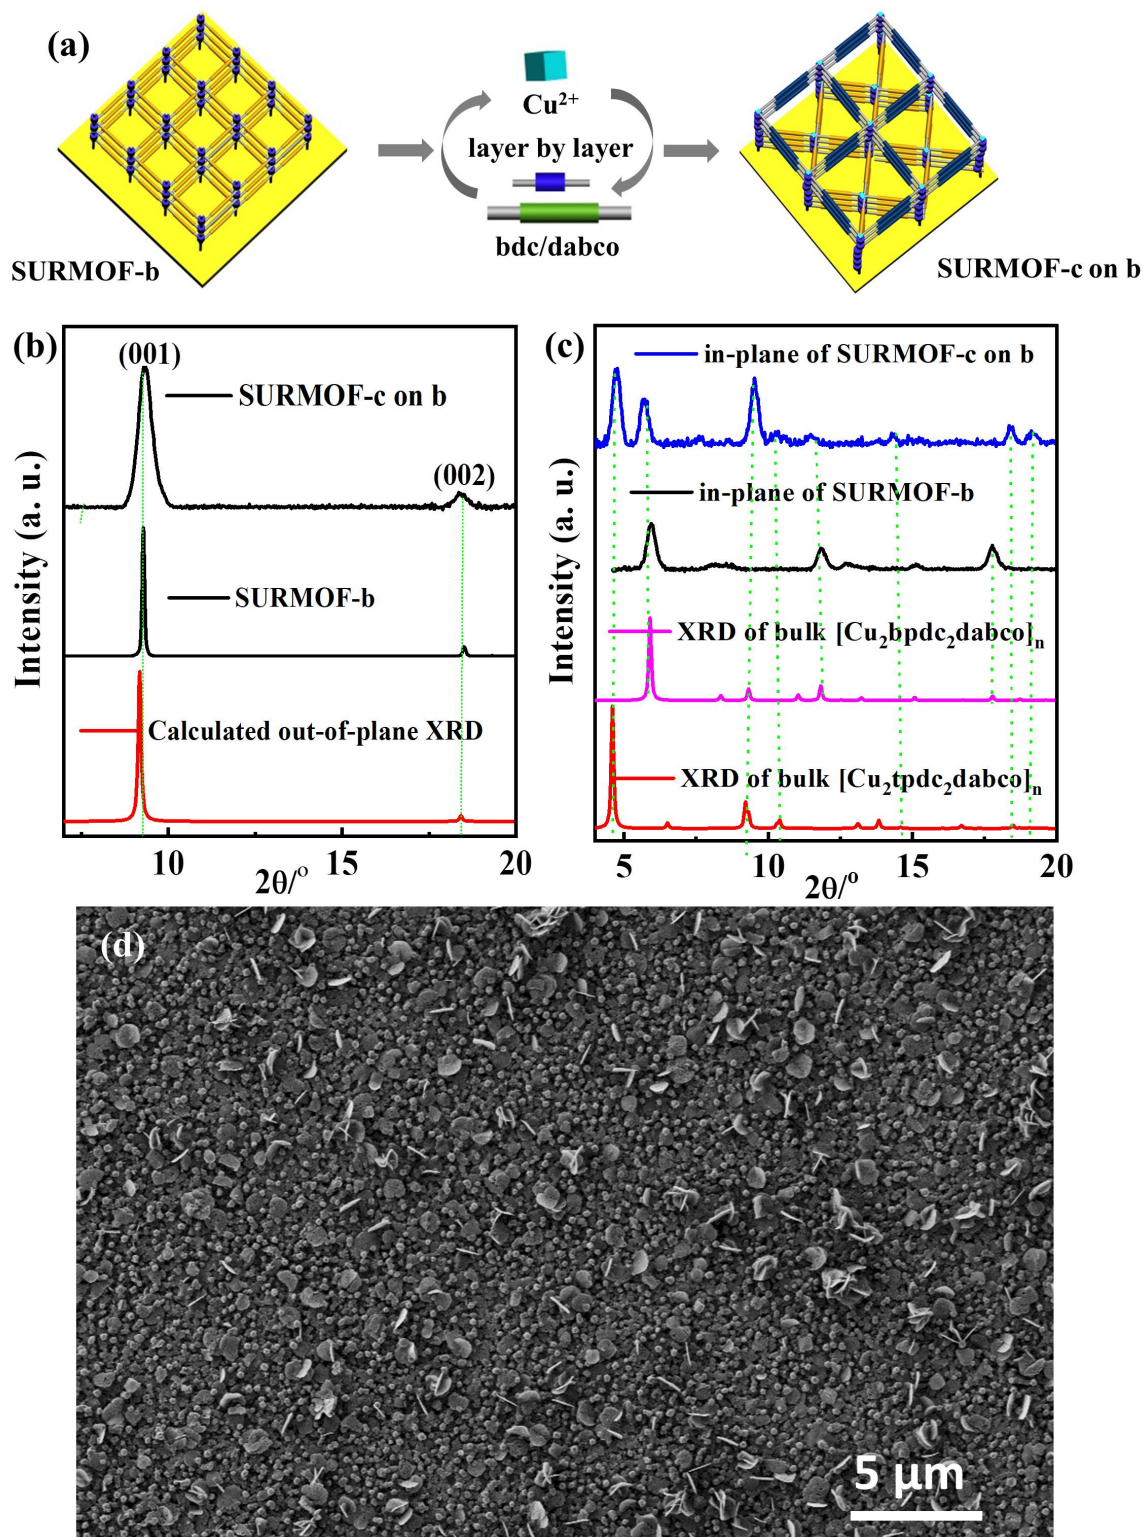 (a)
Cu²⁺
layer by layer
bdc/dabco
SURMOF-b
SURMOF-c on b
(b)
(001)
SURMOF-c on b
(002)
SURMOF-b
Calculated out-of-plane XRD
Intensity (a. u.)
10
15
20
2θ/°
(c)
in-plane of SURMOF-c on b
in-plane of SURMOF-b
XRD of bulk [Cu₂bpdc₂dabco]ₙ
XRD of bulk [Cu₂tpdc₂dabco]ₙ
Intensity (a. u.)
5
10
15
20
2θ/°
(d)
5 μm